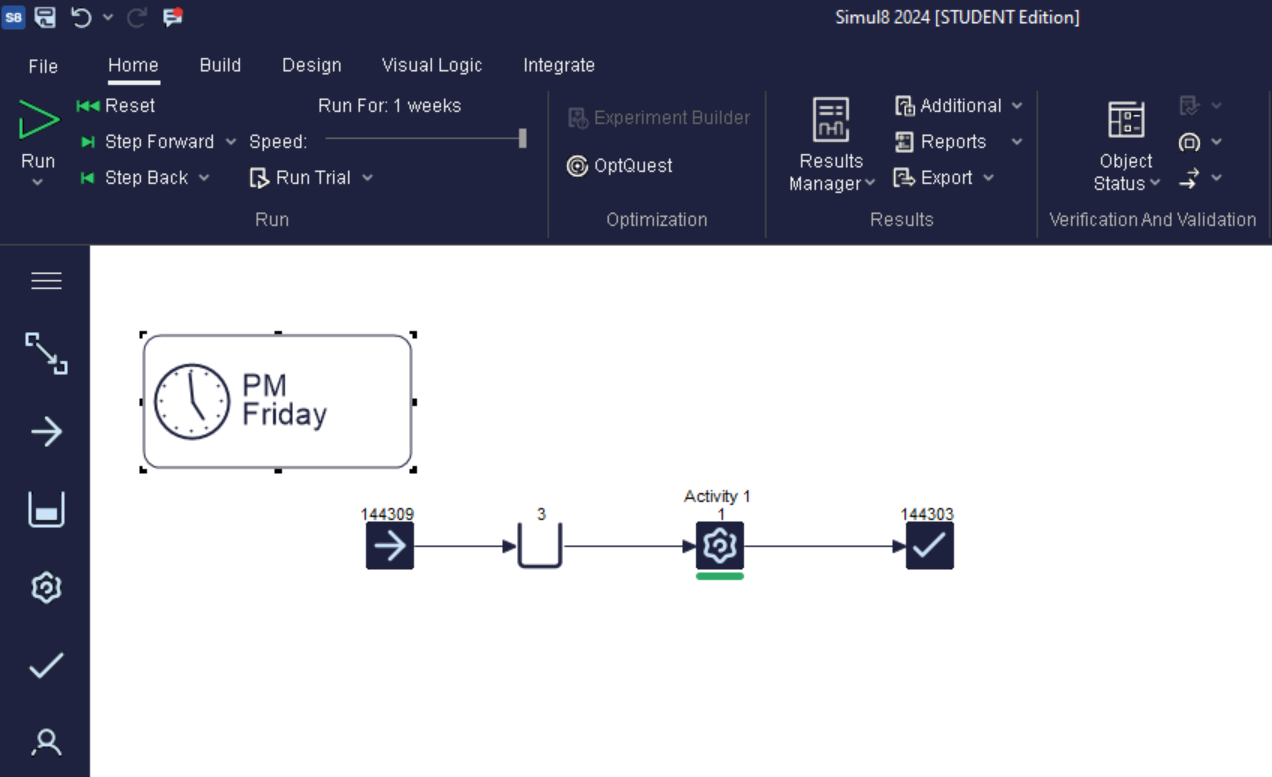 S8 Simul8 2024 [STUDENT Edition]
File Home Build Design Visual Logic Integrate
Run
Reset
Step Forward
Step Back
Run For: 1 weeks
Speed:
Run Trial
Run
Experiment Builder
OptQuest
Optimization
Results
Manager
Additional
Reports
Export
Results
Object
Status
Verification And Validation
PM
Friday
144309
3
Activity 1
1
144303